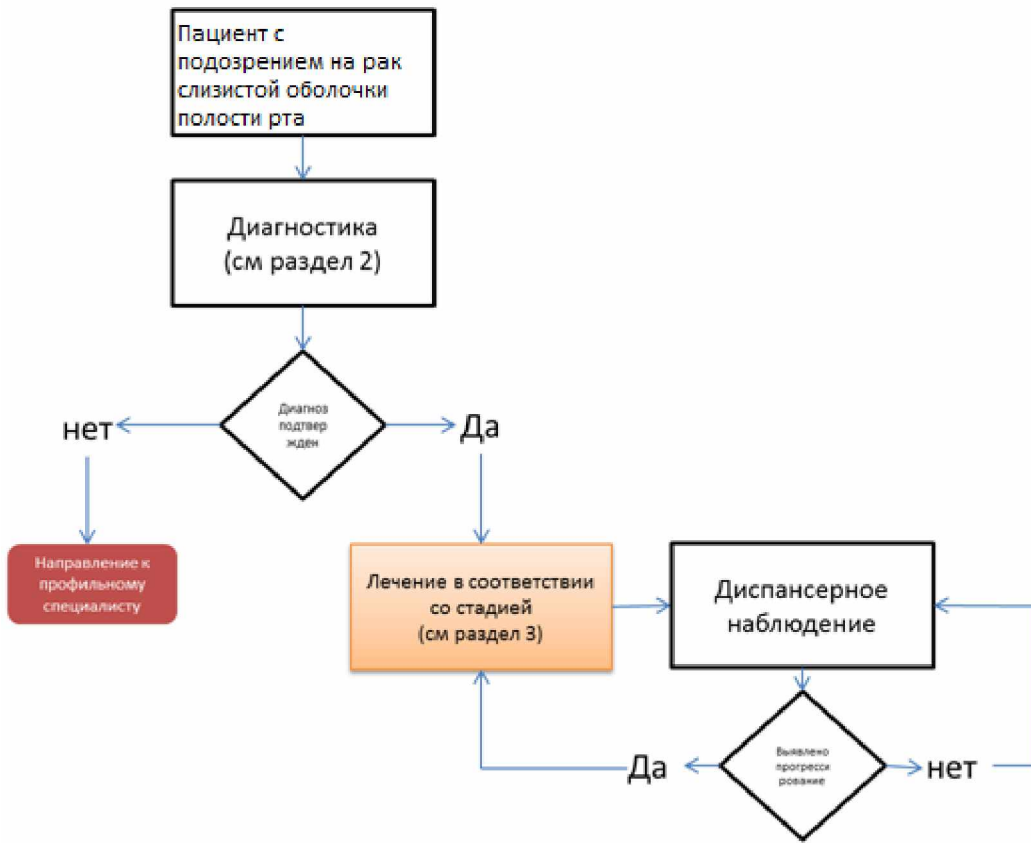 Пациент с
подозрением на рак
слизистой оболочки
полости рта
Диагностика
(см раздел 2)
Диагноз
подтвер
жден
нет
Да
Направление к
профильному
специалисту
Лечение в соответствии
со стадией
(см раздел 3)
Диспансерное
наблюдение
Выявлено
прогресси
рование
Да
нет